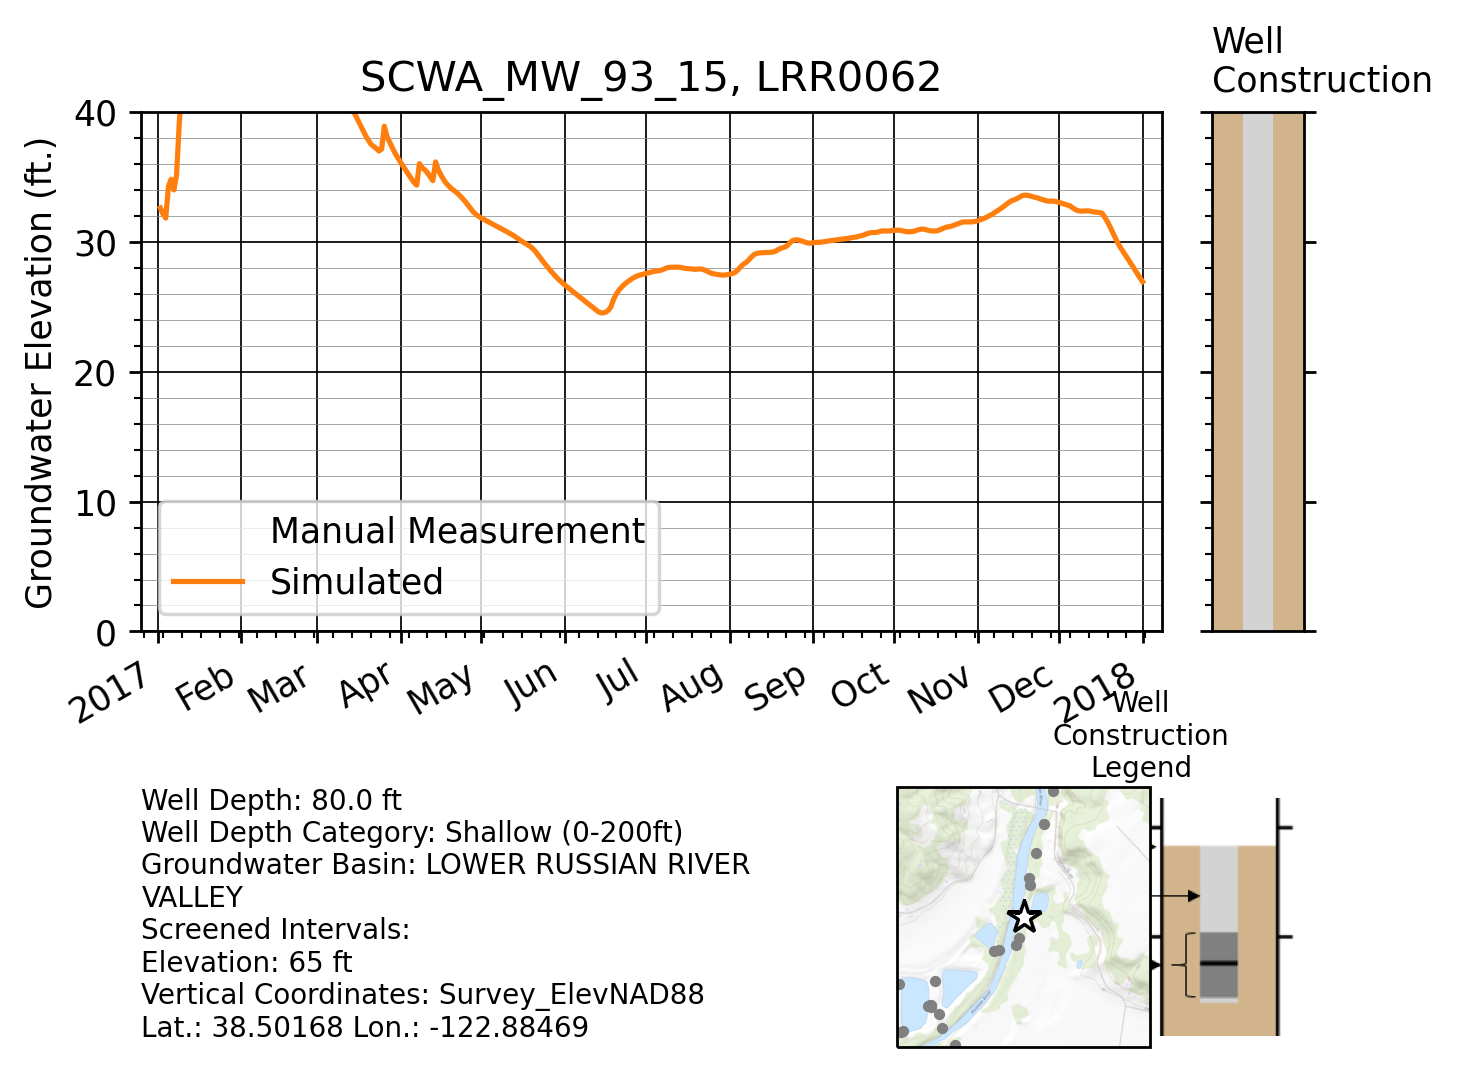 Well
Construction
SCWA_MW_93_15, LRR0062
Groundwater Elevation (ft.)
40
30
20
10
0
Manual Measurement
Simulated
2017
Feb
Mar
Apr
May
Jun
Jul
Aug
Sep
Oct
Nov
Dec
2018
Well
Construction
Legend
Well Depth: 80.0 ft
Well Depth Category: Shallow (0-200ft)
Groundwater Basin: LOWER RUSSIAN RIVER
VALLEY
Screened Intervals:
Elevation: 65 ft
Vertical Coordinates: Survey_ElevNAD88
Lat.: 38.50168 Lon.: -122.88469